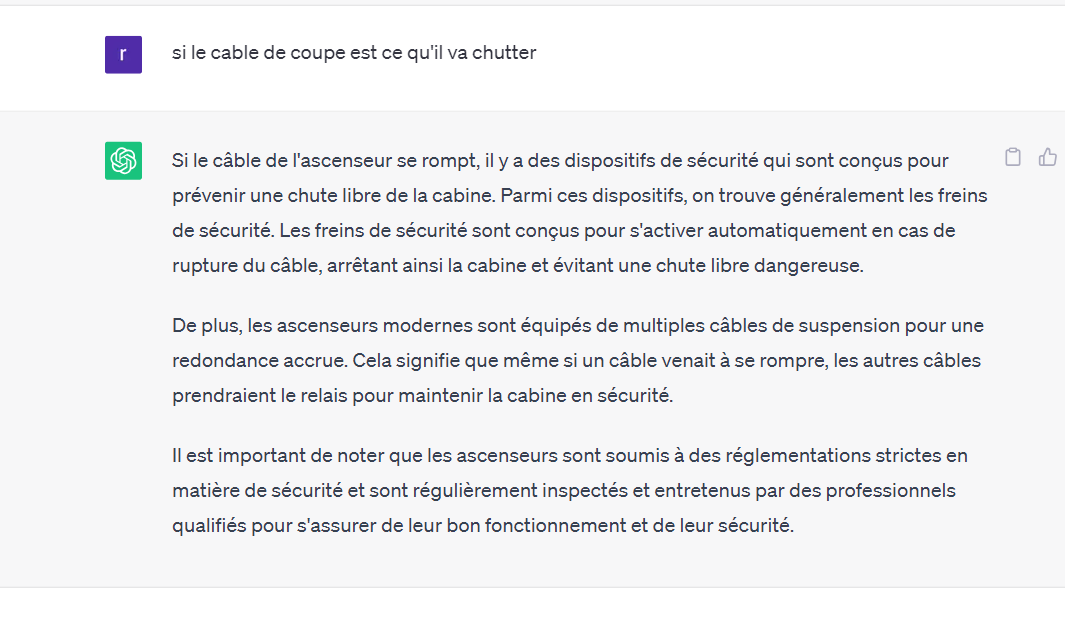 r
si le cable de coupe est ce qu'il va chutter
Si le câble de l'ascenseur se rompt, il y a des dispositifs de sécurité qui sont conçus pour
prévenir une chute libre de la cabine. Parmi ces dispositifs, on trouve généralement les freins
de sécurité. Les freins de sécurité sont conçus pour s'activer automatiquement en cas de
rupture du câble, arrêtant ainsi la cabine et évitant une chute libre dangereuse.
De plus, les ascenseurs modernes sont équipés de multiples câbles de suspension pour une
redondance accrue. Cela signifie que même si un câble venait à se rompre, les autres câbles
prendraient le relais pour maintenir la cabine en sécurité.
Il est important de noter que les ascenseurs sont soumis à des réglementations strictes en
matière de sécurité et sont régulièrement inspectés et entretenus par des professionnels
qualifiés pour s'assurer de leur bon fonctionnement et de leur sécurité.